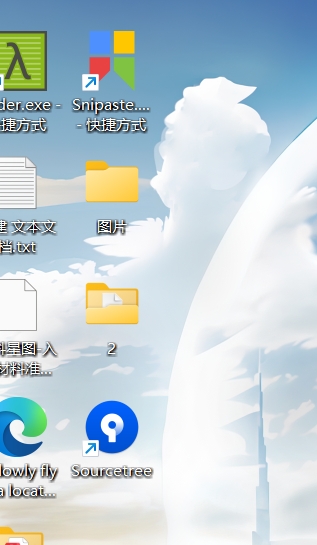 der.exe -
捷方式
Snipaste....
- 快捷方式
建 文本文
档.txt
图片
科星图-入
材料准...
2
lowly fly
a locat...
Sourcetree